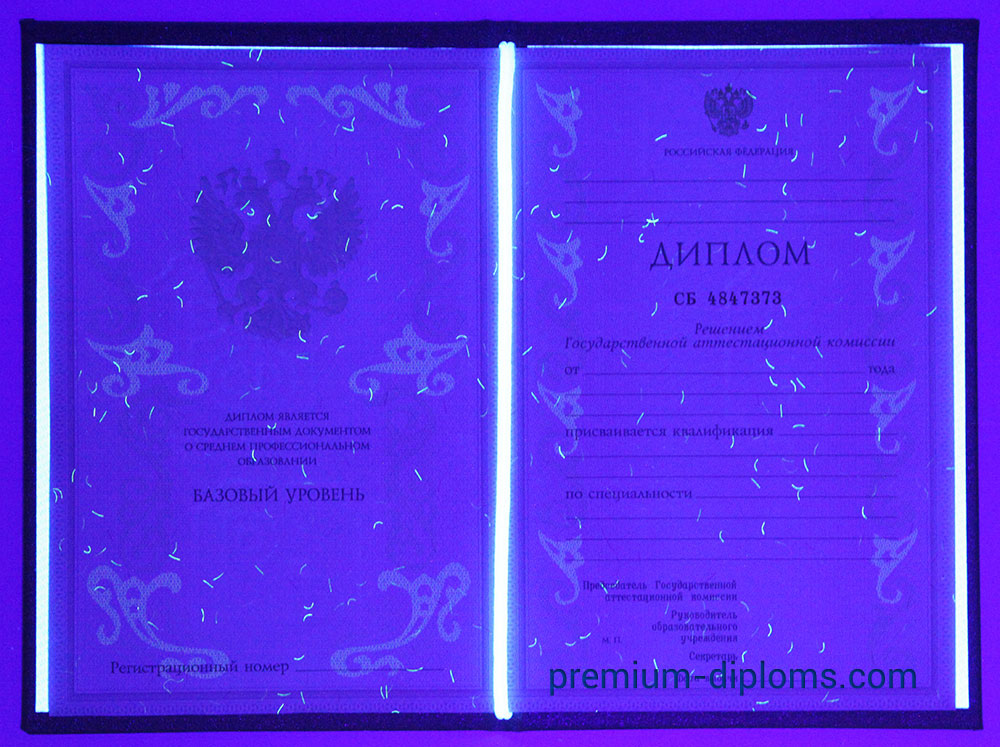 ДИПЛОМ ЯВЛЯЕТСЯ
ГОСУДАРСТВЕННЫМ ДОКУМЕНТОМ
О СРЕДНЕМ ПРОФЕССИОНАЛЬНОМ
ОБРАЗОВАНИИ
БАЗОВЫЙ УРОВЕНЬ
Регистрационный номер
РОССИЙСКАЯ ФЕДЕРАЦИЯ
ДИПЛОМ
СБ 4847373
Решением
Государственной аттестационной комиссии
от года
присваивается квалификация
по специальности
Председатель Государственной
аттестационной комиссии
Руководитель
образовательного
М. П. учреждения
Секретарь
premium-diploms.com